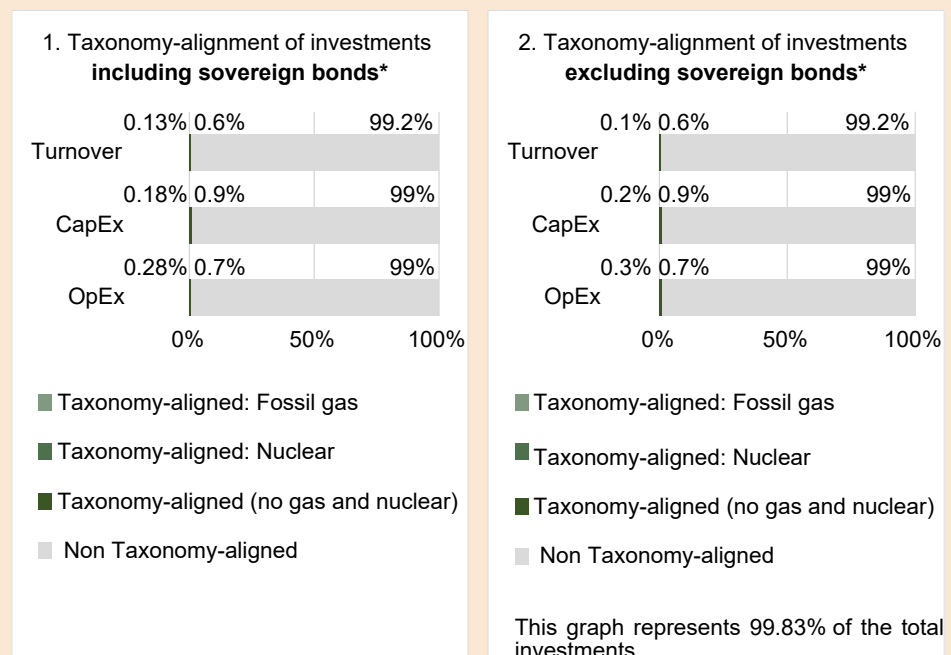 1. Taxonomy-alignment of investments
including sovereign bonds*
0.13% 0.6% 99.2%
Turnover
0.18% 0.9% 99%
CapEx
0.28% 0.7% 99%
OpEx
0% 50% 100%
Taxonomy-aligned: Fossil gas
Taxonomy-aligned: Nuclear
Taxonomy-aligned (no gas and nuclear)
Non Taxonomy-aligned
2. Taxonomy-alignment of investments
excluding sovereign bonds*
0.1% 0.6% 99.2%
Turnover
0.2% 0.9% 99%
CapEx
0.3% 0.7% 99%
OpEx
0% 50% 100%
Taxonomy-aligned: Fossil gas
Taxonomy-aligned: Nuclear
Taxonomy-aligned (no gas and nuclear)
Non Taxonomy-aligned
This graph represents 99.83% of the total
investments